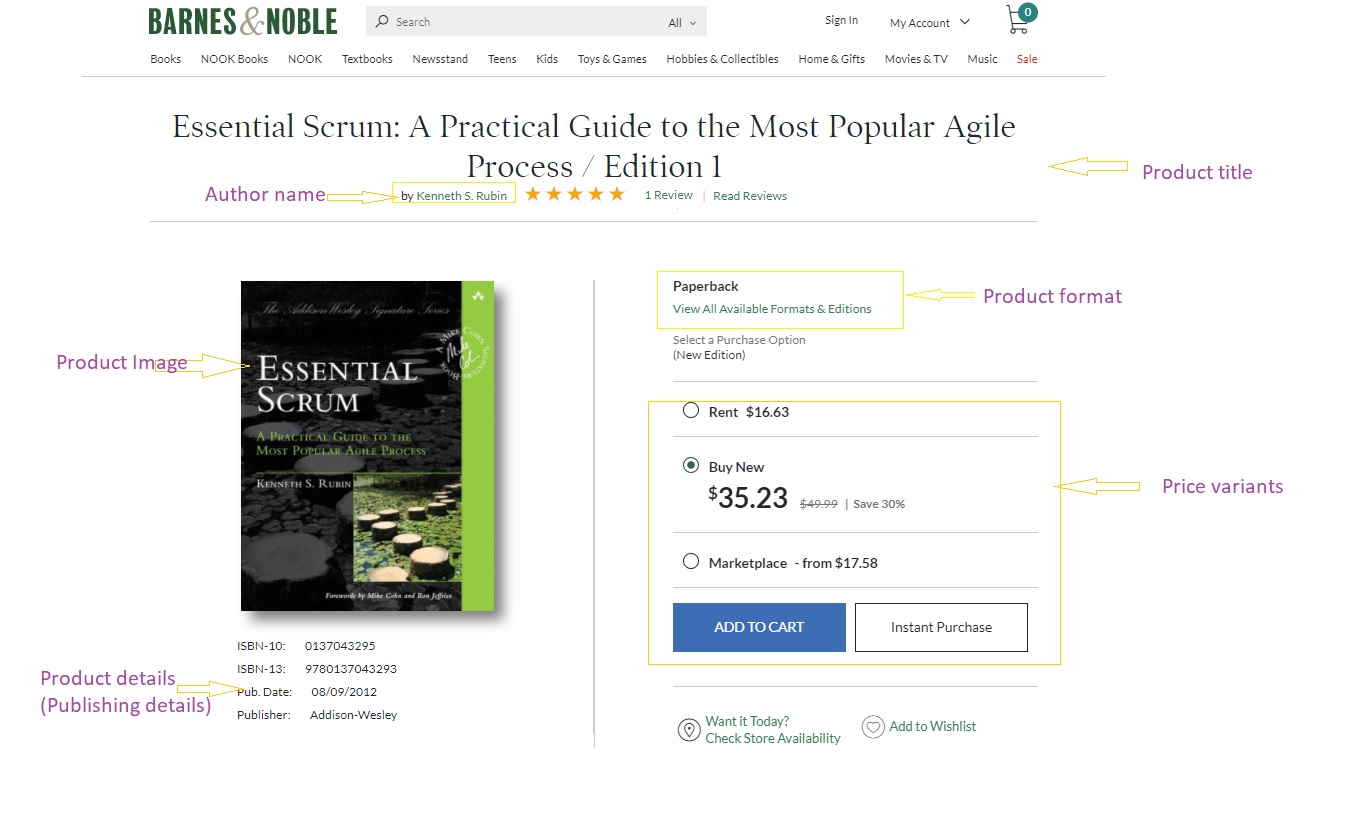 BARNES&NOBLE
Search
All
Sign In
My Account
0
Books NOOK Books NOOK Textbooks Newsstand Teens Kids Toys & Games Hobbies & Collectibles Home & Gifts Movies & TV Music Sale
Essential Scrum: A Practical Guide to the Most Popular Agile
Process / Edition 1
Product title
Author name
by Kenneth S. Rubin
1 Review | Read Reviews
Paperback
View All Available Formats & Editions
Product format
Select a Purchase Option
(New Edition)
Product Image
The Addison Wesley Signature Series
A MIKE COHN SIGNATURE BOOK
Mike Cohn
ESSENTIAL
SCRUM
A PRACTICAL GUIDE TO THE
MOST POPULAR AGILE PROCESS
KENNETH S. RUBIN
Forewords by Mike Cohn and Ron Jeffries
Rent $16.63
Buy New
$35.23 $49.99 | Save 30%
Price variants
Marketplace - from $17.58
ADD TO CART
Instant Purchase
ISBN-10: 0137043295
ISBN-13: 9780137043293
Pub. Date: 08/09/2012
Publisher: Addison-Wesley
Product details
(Publishing details)
Want it Today?
Check Store Availability
Add to Wishlist